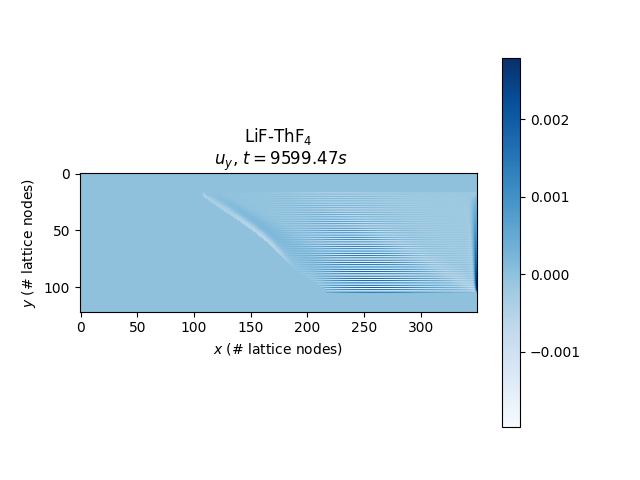 LiF-ThF₄
u_y, t = 9599.47s
0
50
100
y (# lattice nodes)
0 50 100 150 200 250 300
x (# lattice nodes)
0.002
0.001
0.000
−0.001